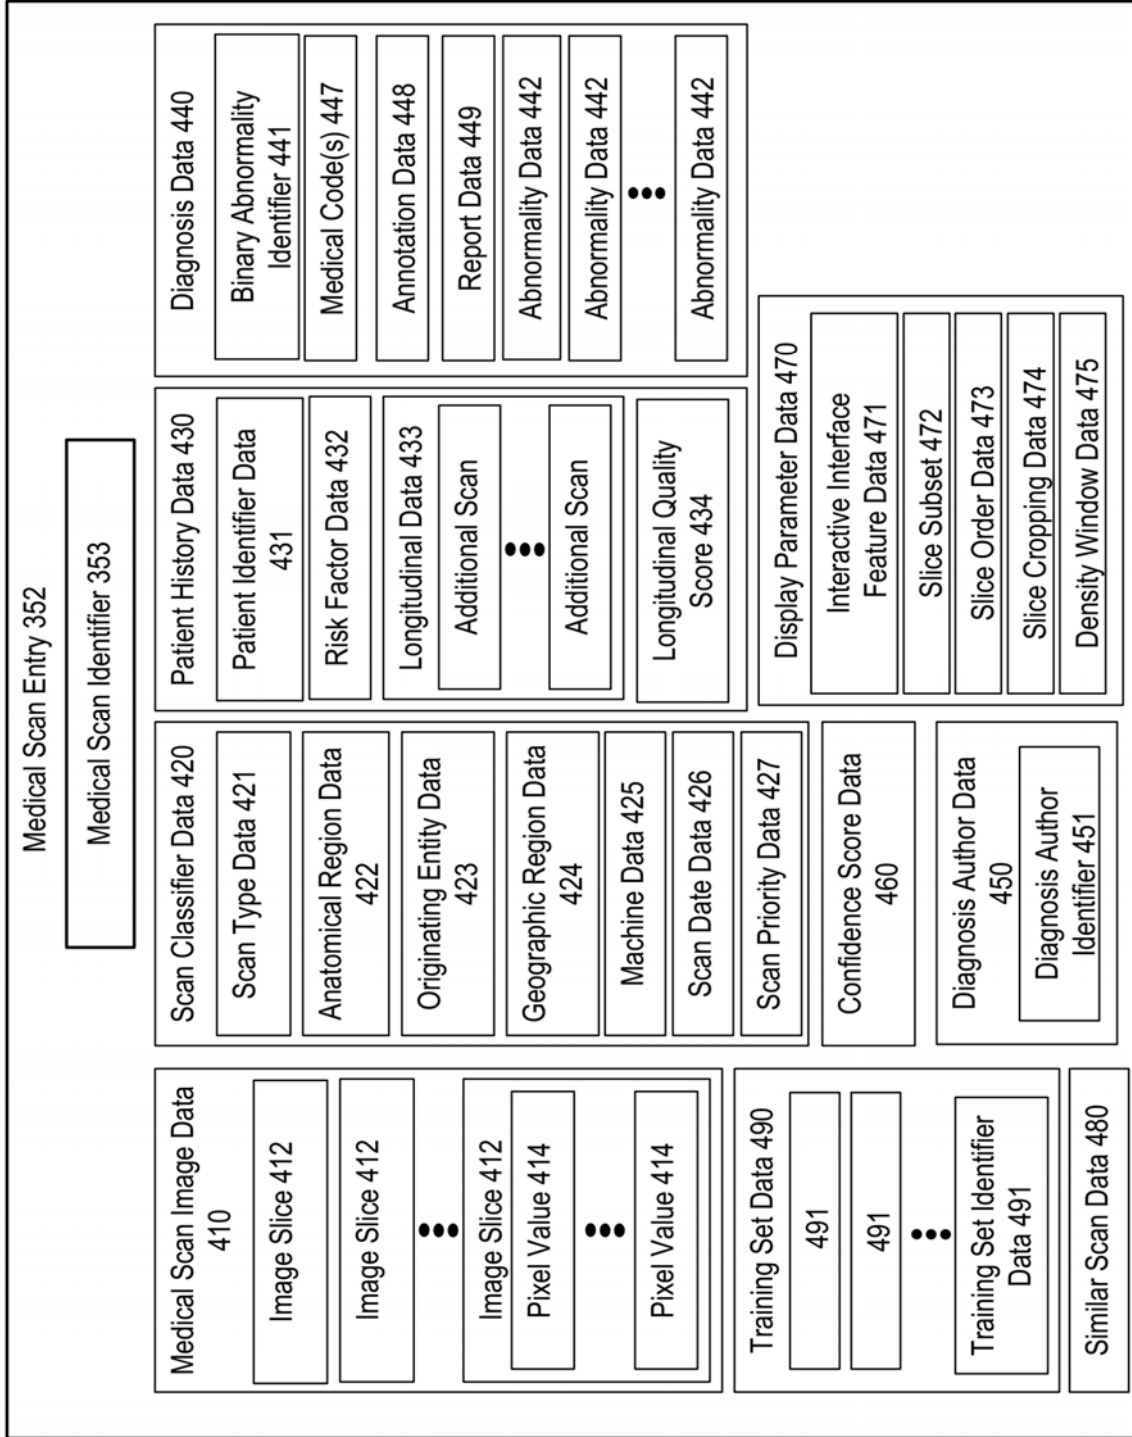 Medical Scan Entry 352
Medical Scan Identifier 353
Medical Scan Image Data
410
Image Slice 412
Image Slice 412
Image Slice 412
Pixel Value 414
Pixel Value 414
Training Set Data 490
491
491
Training Set Identifier
Data 491
Similar Scan Data 480
Scan Classifier Data 420
Scan Type Data 421
Anatomical Region Data
422
Originating Entity Data
423
Geographic Region Data
424
Machine Data 425
Scan Date Data 426
Scan Priority Data 427
Confidence Score Data
460
Diagnosis Author Data
450
Diagnosis Author
Identifier 451
Patient History Data 430
Patient Identifier Data
431
Risk Factor Data 432
Longitudinal Data 433
Additional Scan
Additional Scan
Longitudinal Quality
Score 434
Diagnosis Data 440
Binary Abnormality
Identifier 441
Medical Code(s) 447
Annotation Data 448
Report Data 449
Abnormality Data 442
Abnormality Data 442
Abnormality Data 442
Display Parameter Data 470
Interactive Interface
Feature Data 471
Slice Subset 472
Slice Order Data 473
Slice Cropping Data 474
Density Window Data 475